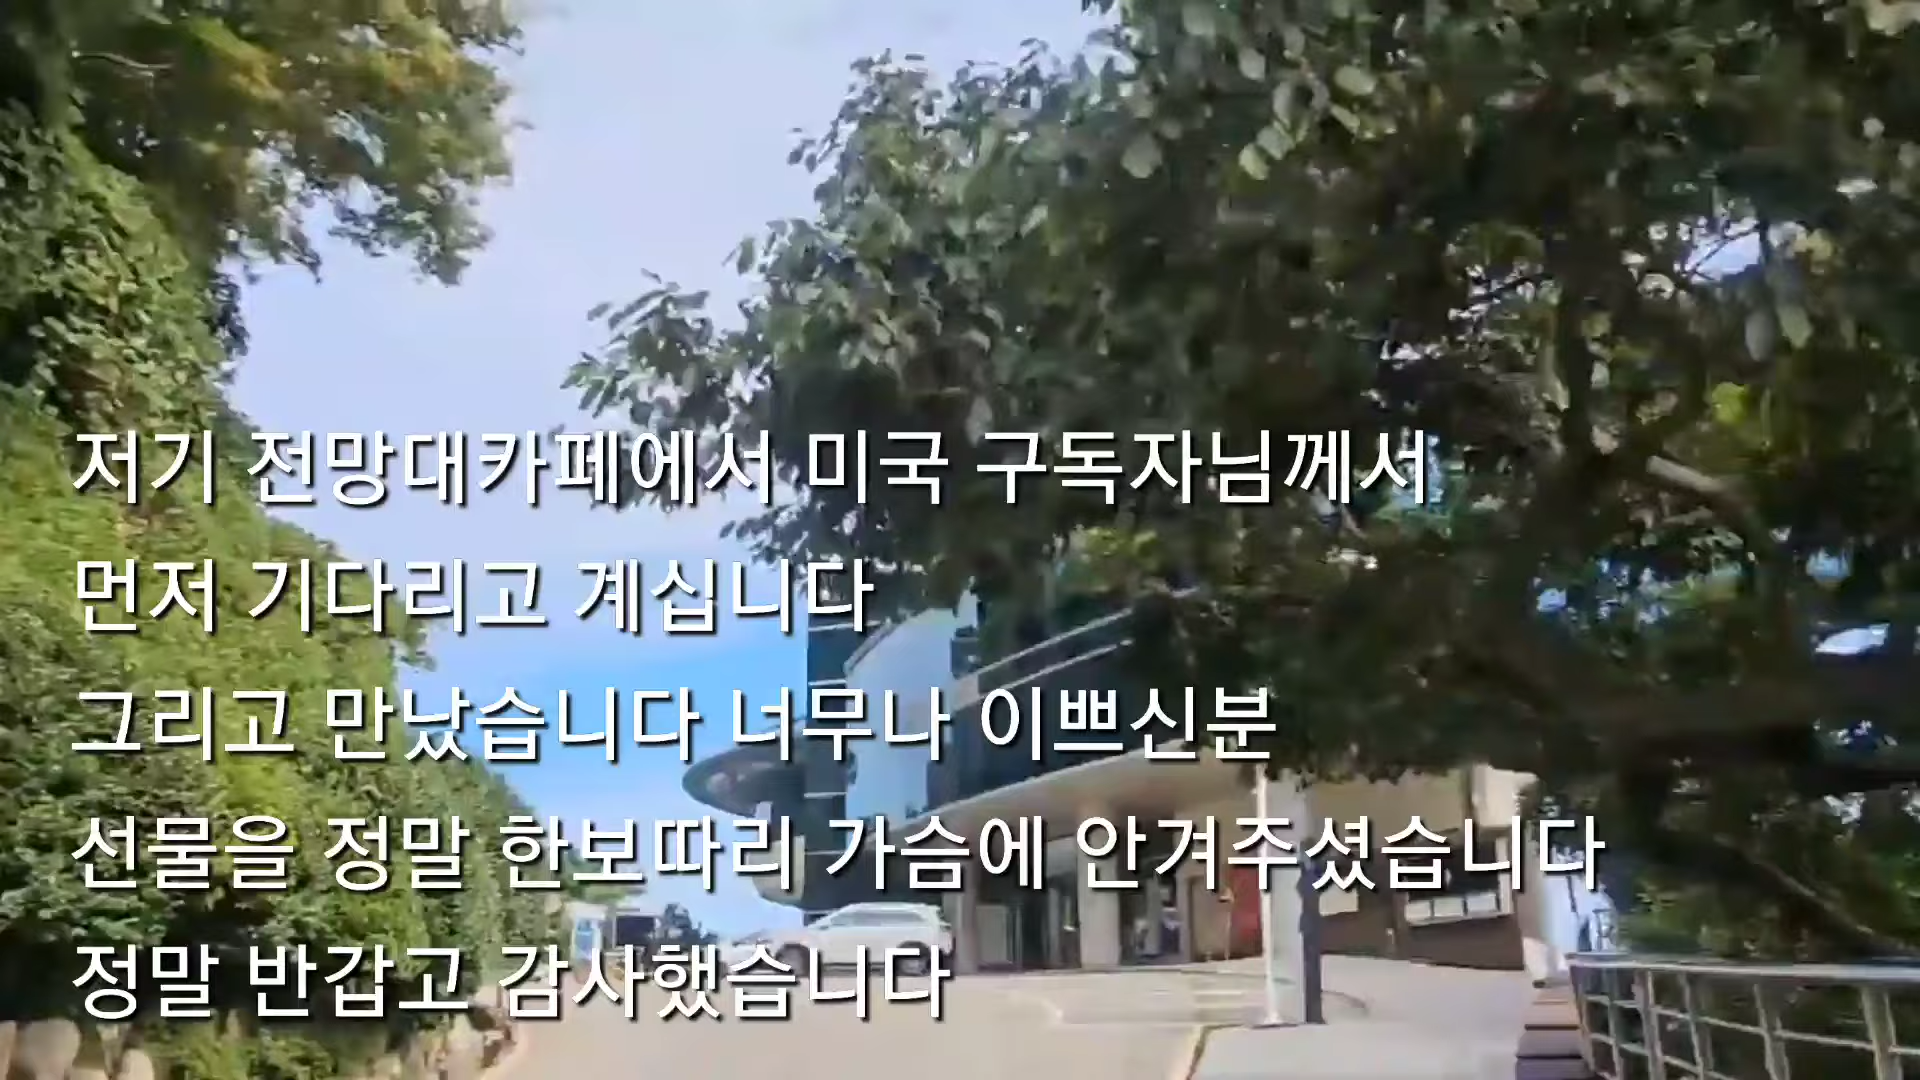 저기 전망대카페에서 미국 구독자님께서
먼저 기다리고 계십니다
그리고 만났습니다 너무나 이쁘신분
선물을 정말 한보따리 가슴에 안겨주셨습니다
정말 반갑고 감사했습니다